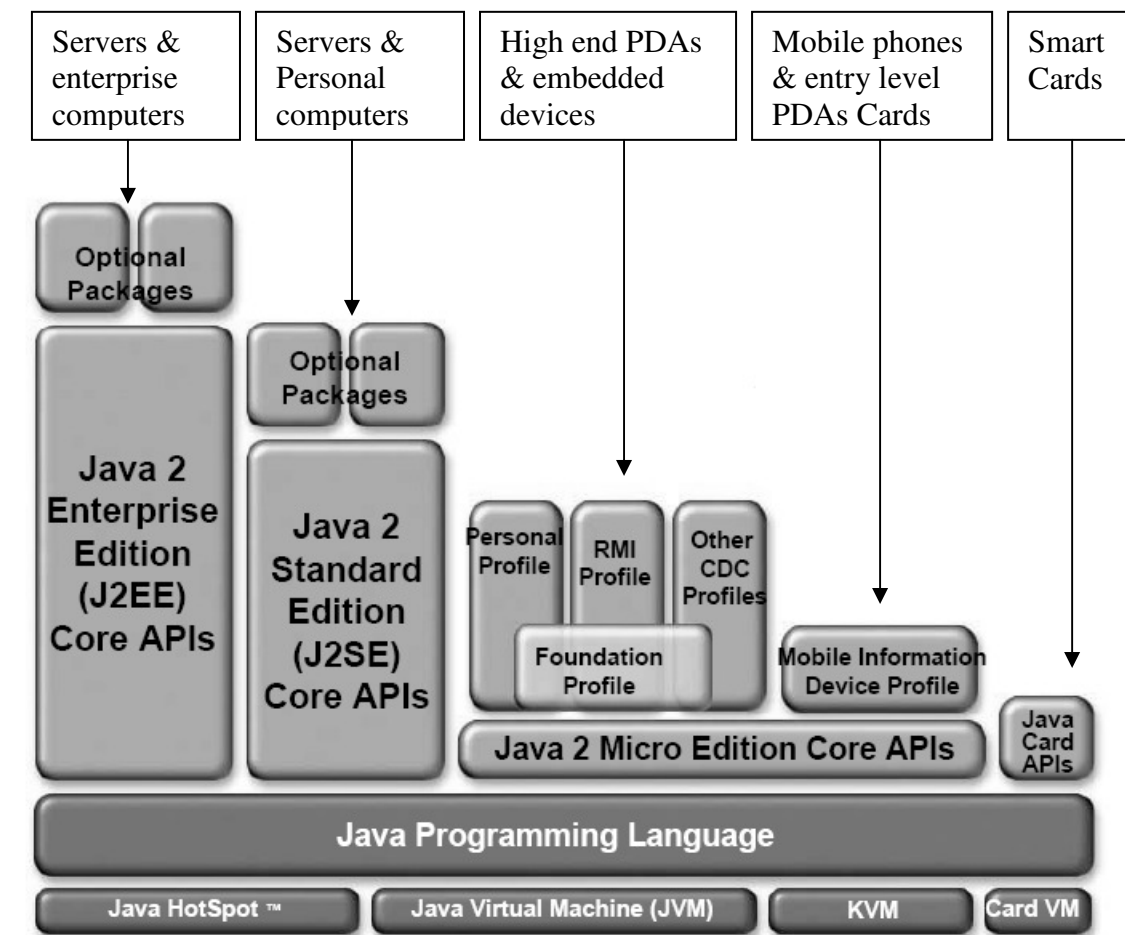 Servers &
enterprise
computers
Servers &
Personal
computers
High end PDAs
& embedded
devices
Mobile phones
& entry level
PDAs Cards
Smart
Cards
Optional
Packages
Optional
Packages
Java 2
Enterprise
Edition
(J2EE)
Core APIs
Java 2
Standard
Edition
(J2SE)
Core APIs
Personal
Profile
RMI
Profile
Other
CDC
Profiles
Foundation
Profile
Mobile Information
Device Profile
Java 2 Micro Edition Core APIs
Java
Card
APIs
Java Programming Language
Java HotSpot ™
Java Virtual Machine (JVM)
KVM
Card VM